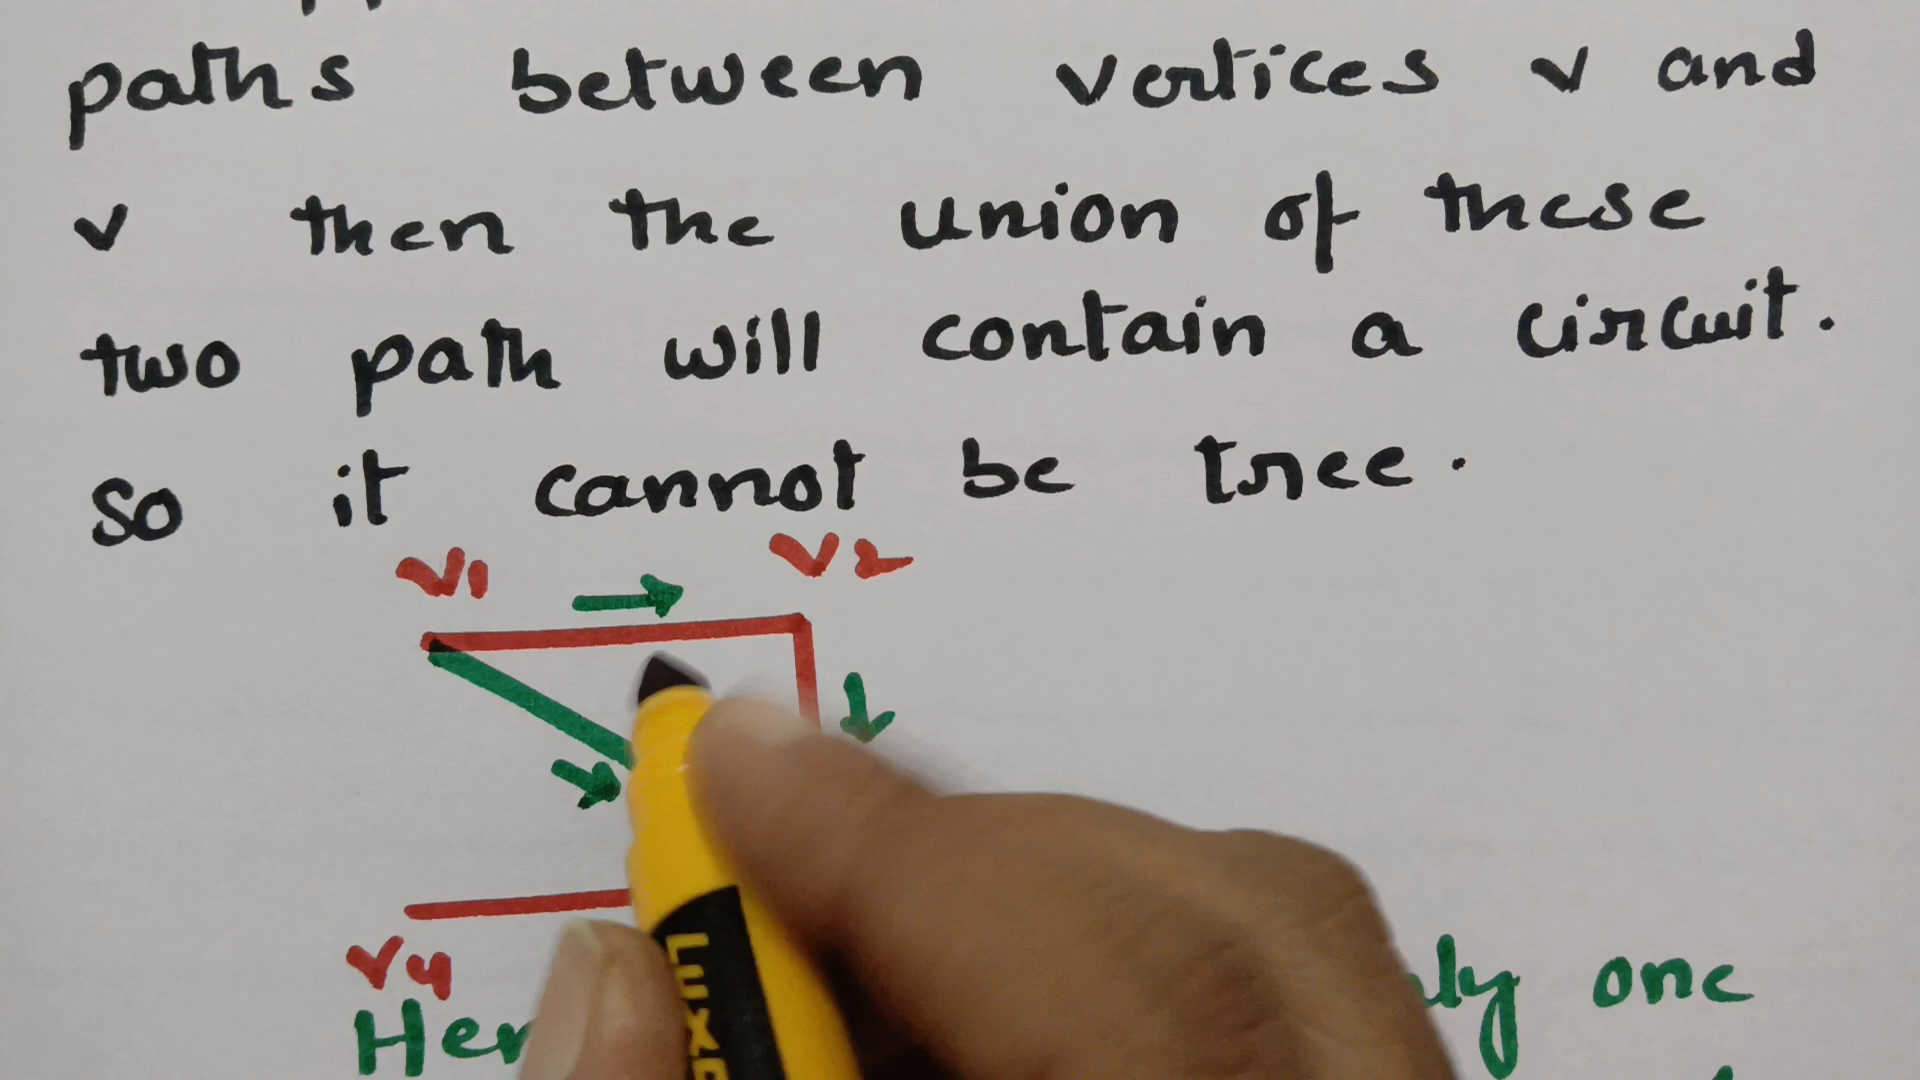 paths between vertices v and
v then the union of these
two path will contain a circuit.
so it cannot be tree.
V1 V2
V4
one